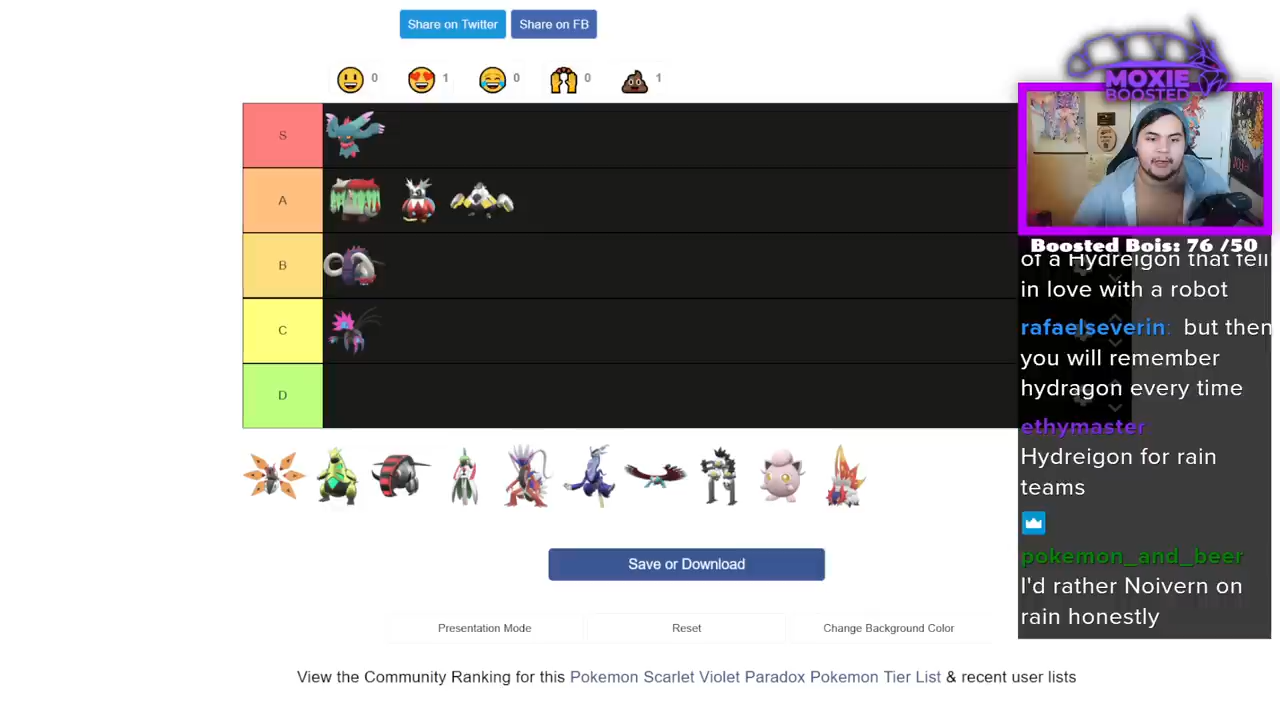 Share on Twitter
Share on FB
0
1
0
0
1
S
A
B
C
D
Save or Download
Presentation Mode
Reset
Change Background Color
View the Community Ranking for this Pokemon Scarlet Violet Paradox Pokemon Tier List & recent user lists
MOXIE
BOOSTED
Boosted Bois: 76 /50
of a Hydreigon that fell
in love with a robot
rafaelseverin: but then
you will remember
hydragon every time
ethymaster:
Hydreigon for rain
teams
pokemon_and_beer:
I'd rather Noivern on
rain honestly